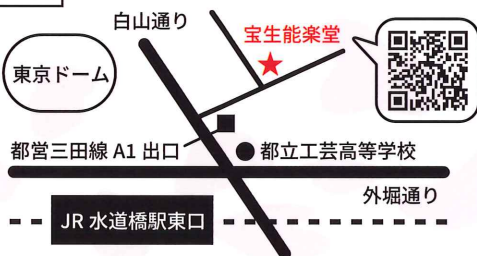 白山通り
宝生能楽堂
東京ドーム
都営三田線 A1 出口
都立工芸高等学校
外堀通り
JR 水道橋駅東口